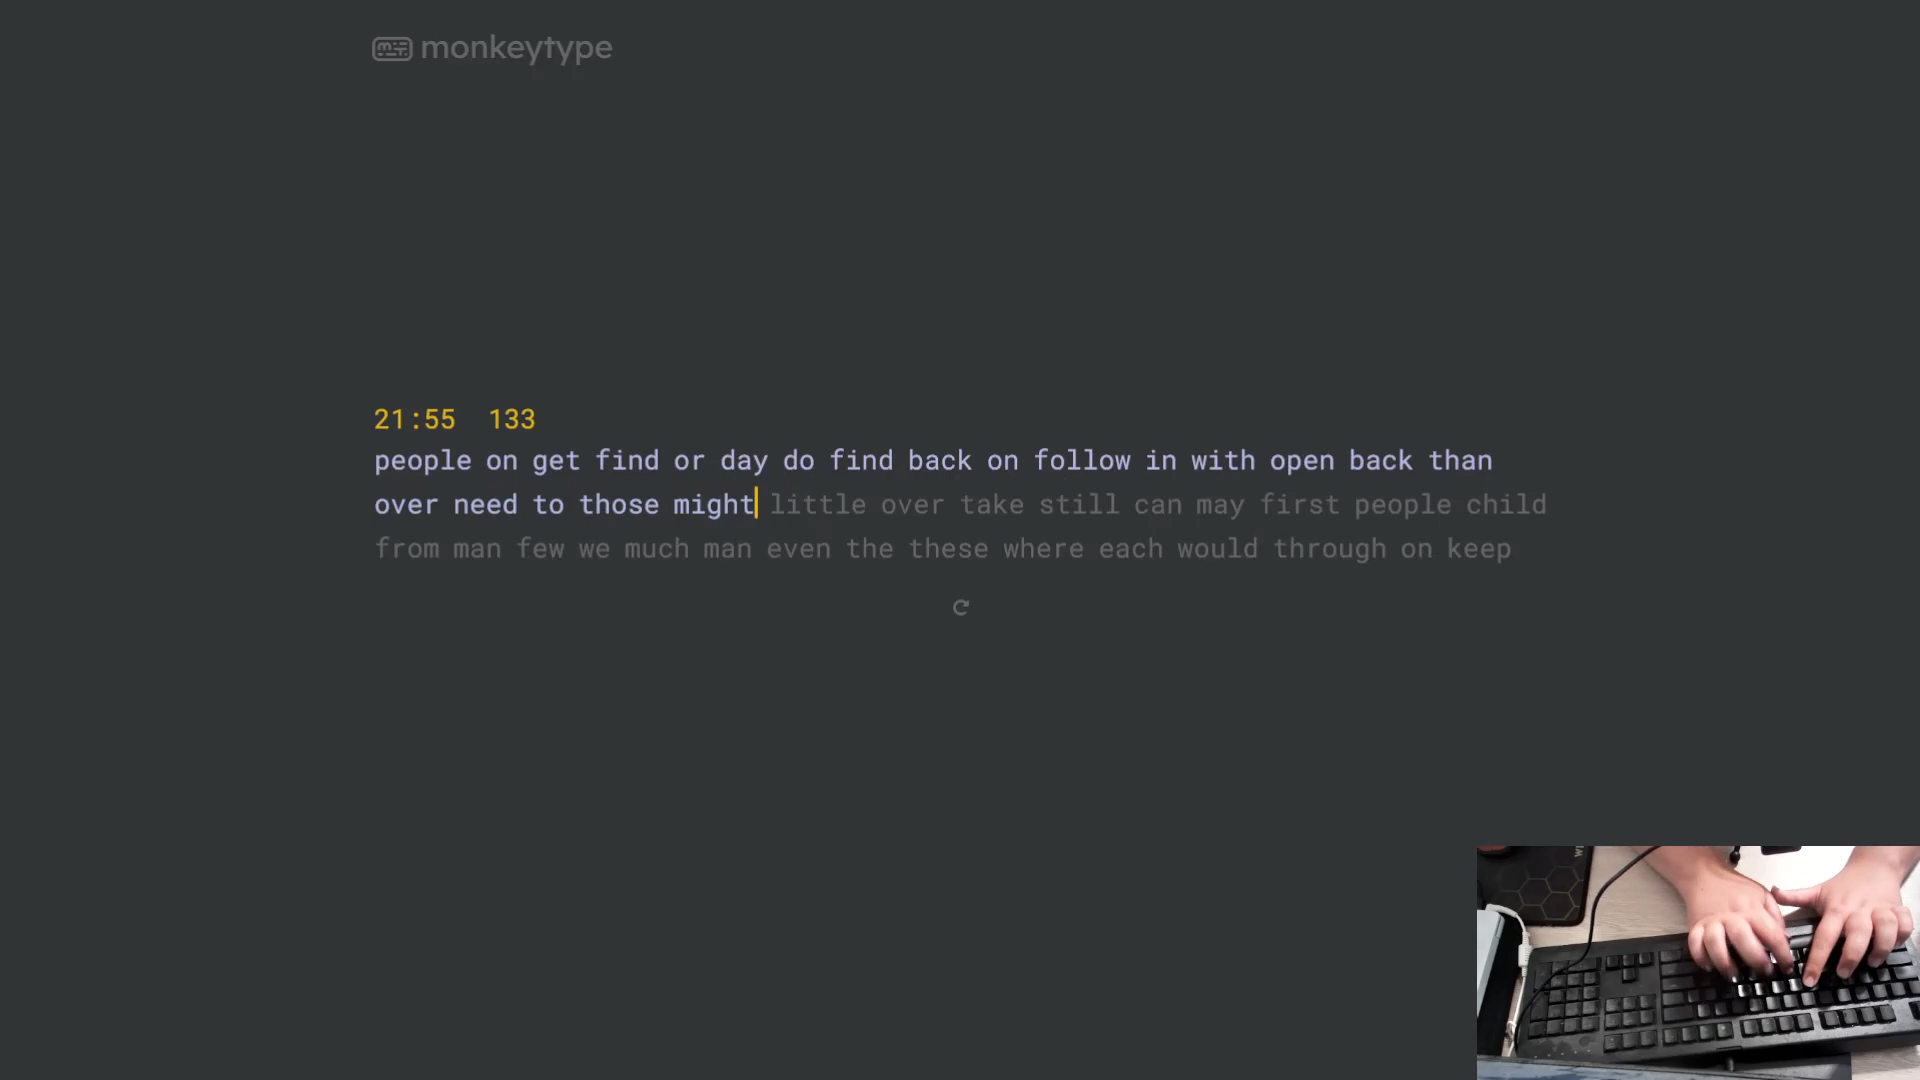 monkeytype
21:55 133
people on get find or day do find back on follow in with open back than
over need to those might little over take still can may first people child
from man few we much man even the these where each would through on keep